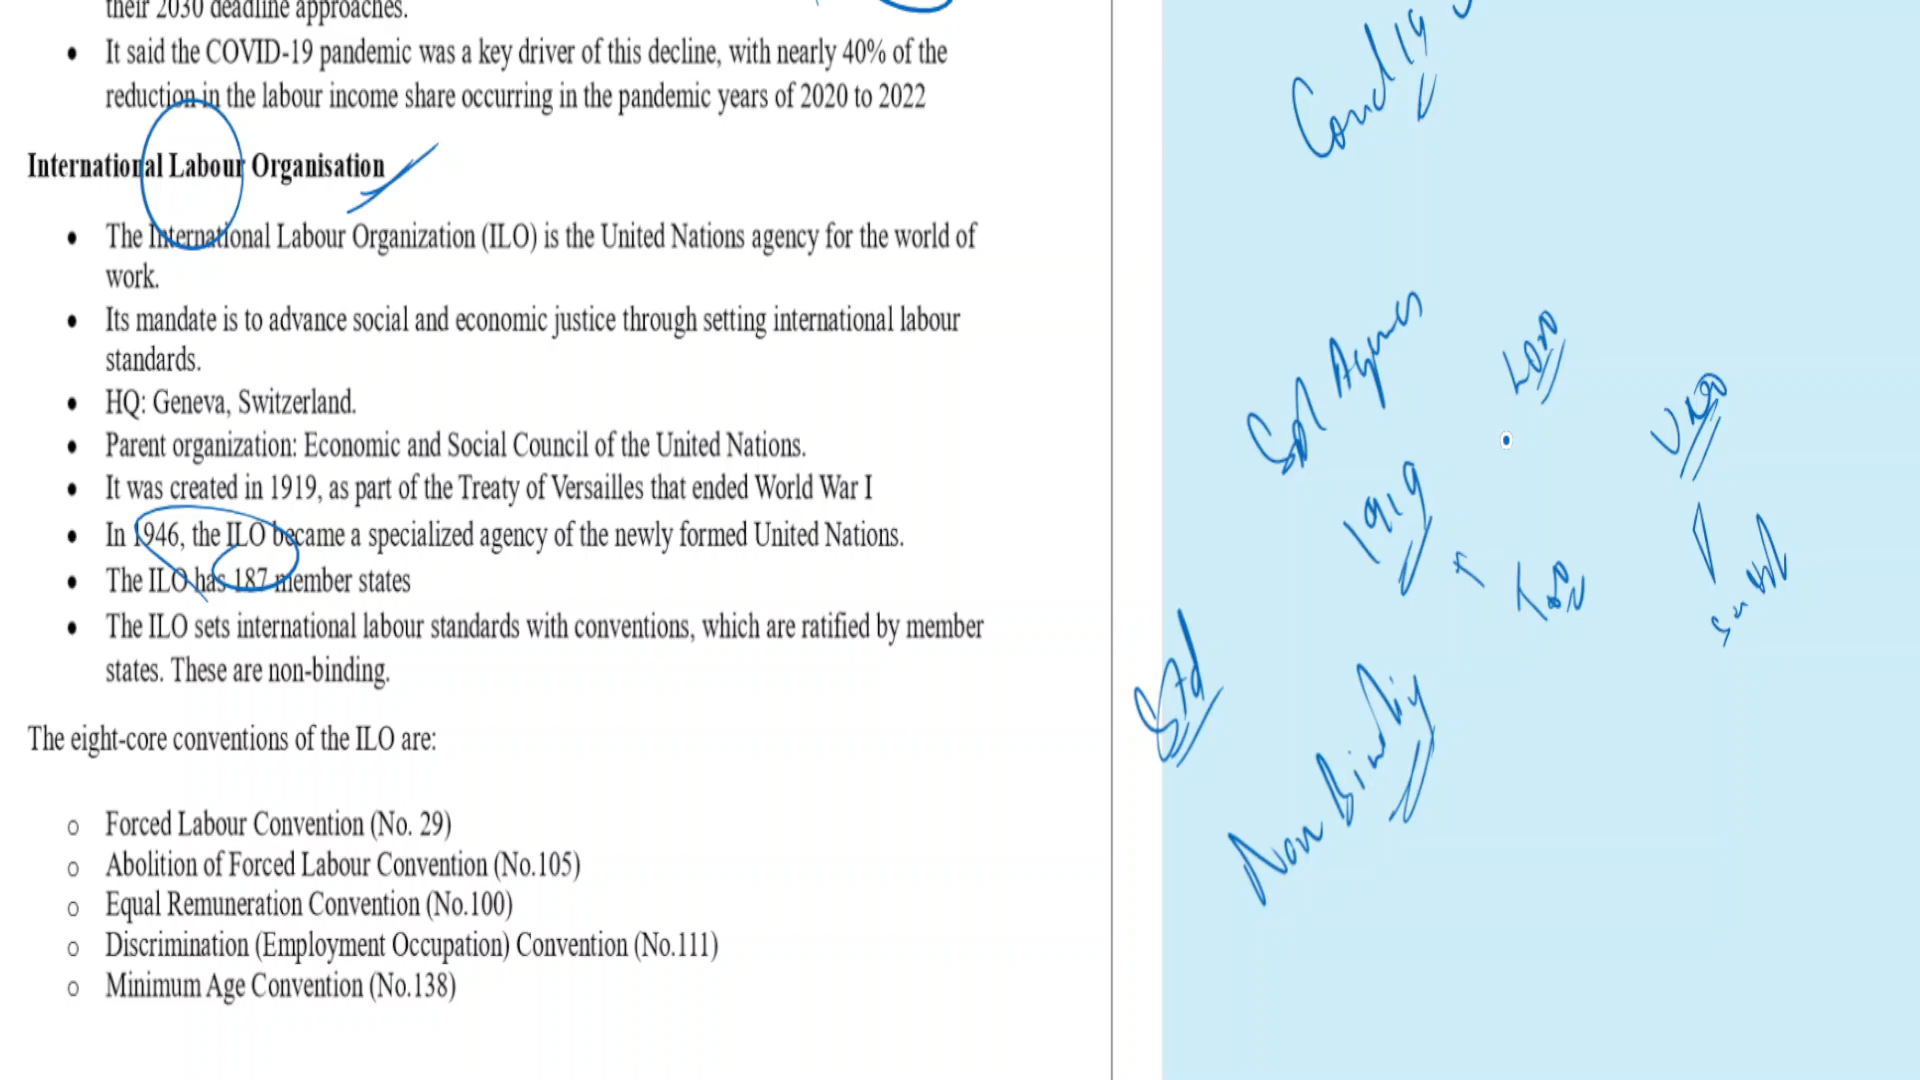 their 2030 deadline approaches.
• It said the COVID-19 pandemic was a key driver of this decline, with nearly 40% of the
reduction in the labour income share occurring in the pandemic years of 2020 to 2022
International Labour Organisation
• The International Labour Organization (ILO) is the United Nations agency for the world of
work.
• Its mandate is to advance social and economic justice through setting international labour
standards.
• HQ: Geneva, Switzerland.
• Parent organization: Economic and Social Council of the United Nations.
• It was created in 1919, as part of the Treaty of Versailles that ended World War I
• In 1946, the ILO became a specialized agency of the newly formed United Nations.
• The ILO has 187 member states
• The ILO sets international labour standards with conventions, which are ratified by member
states. These are non-binding.
The eight-core conventions of the ILO are:
o Forced Labour Convention (No. 29)
o Abolition of Forced Labour Convention (No.105)
o Equal Remuneration Convention (No.100)
o Discrimination (Employment Occupation) Convention (No.111)
o Minimum Age Convention (No.138)
1919
Std
Non Binding